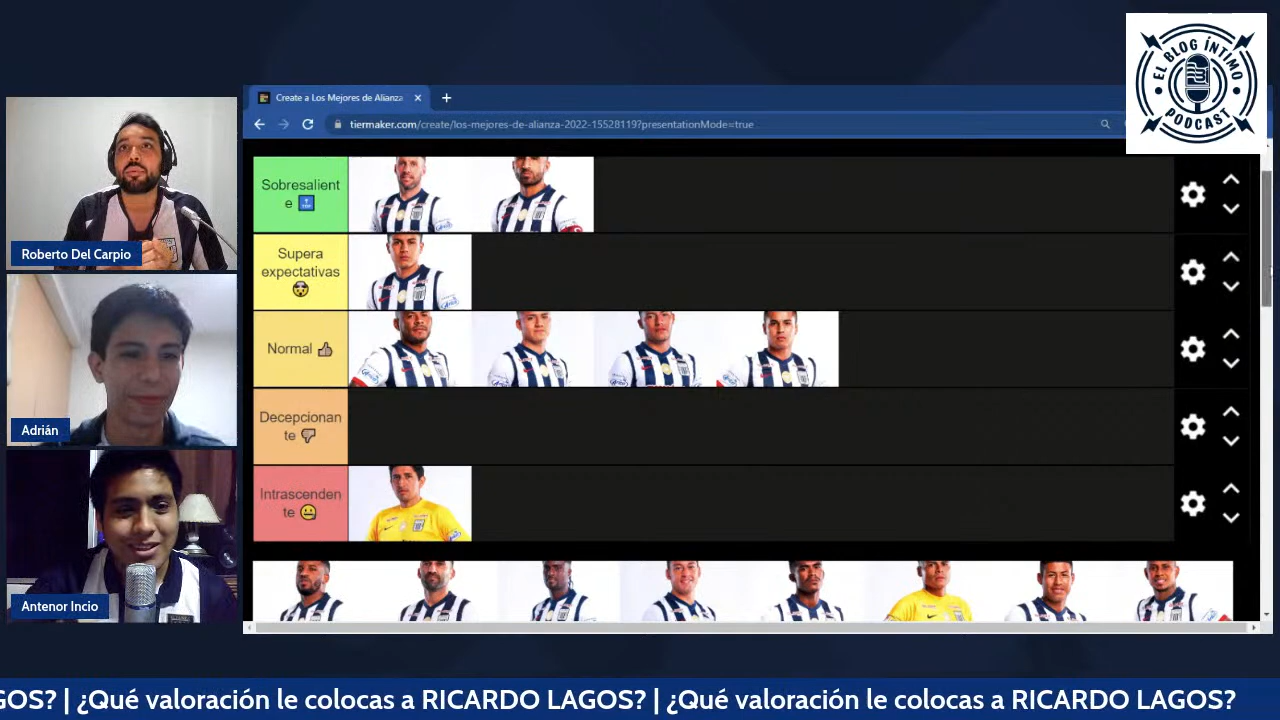 EL BLOG ÍNTIMO
PODCAST
Create a Los Mejores de Alianza
tiermaker.com/create/los-mejores-de-alianza-2022-15528119?presentationMode=true
Sobresalient
e
TOP
Supera
expectativas
Normal
Decepcionan
te
Intrascenden
te
Roberto Del Carpio
Adrián
Antenor Incio
AGOS? | ¿Qué valoración le colocas a RICARDO LAGOS? | ¿Qué valoración le colocas a RICARDO LAGOS?